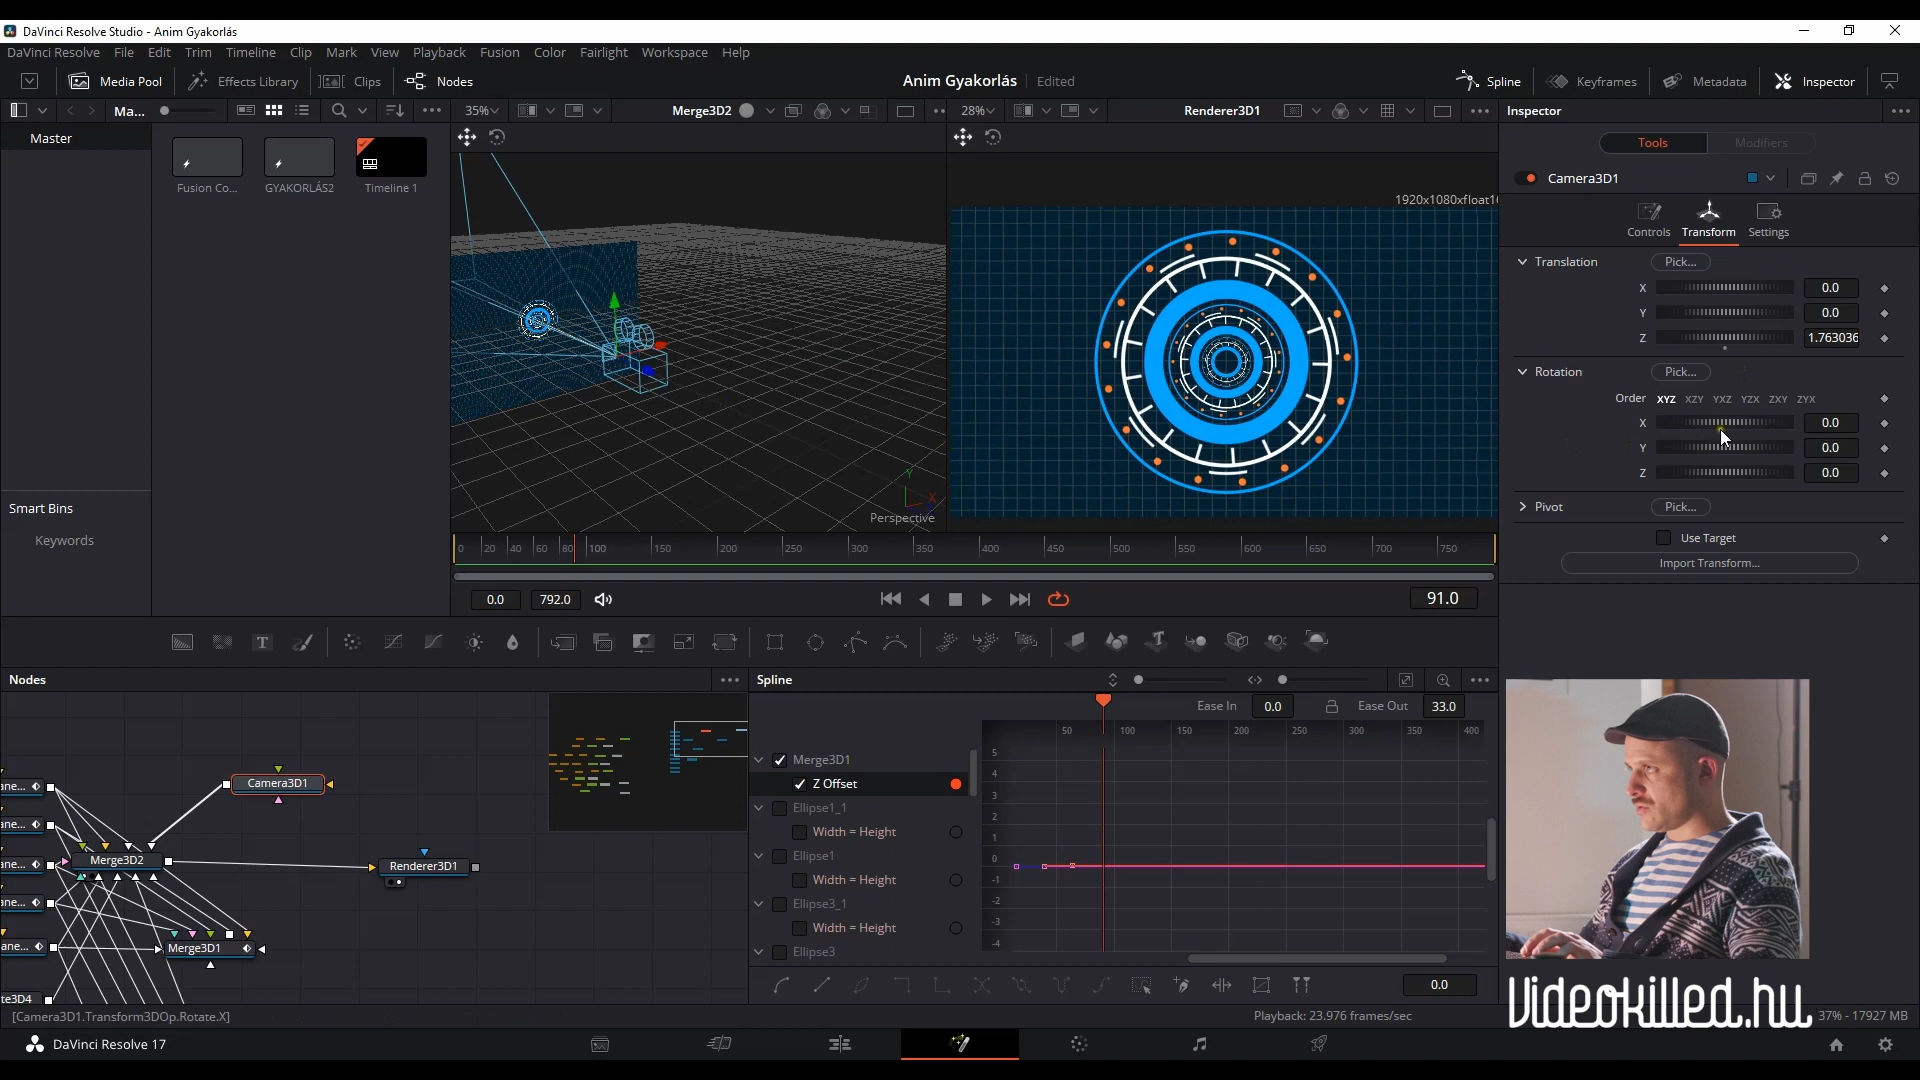 DaVinci Resolve Studio - Anim Gyakorlás
DaVinci Resolve File Edit Trim Timeline Clip Mark View Playback Fusion Color Fairlight Workspace Help
Media Pool Effects Library Clips Nodes Anim Gyakorlás Edited Spline Keyframes Metadata Inspector
Ma... 35% Merge3D2 28% Renderer3D1 Inspector
Master
Fusion Co... GYAKORLÁS2 Timeline 1
Smart Bins
Keywords
Y
X
Perspective
1920x1080xfloat1
Tools Modifiers
Camera3D1
Controls Transform Settings
Translation Pick...
X 0.0
Y 0.0
Z 1.763036
Rotation Pick...
Order XYZ XZY YXZ YZX ZXY ZYX
X 0.0
Y 0.0
Z 0.0
Pivot Pick...
Use Target
Import Transform...
0 20 40 60 80 100 150 200 250 300 350 400 450 500 550 600 650 700 750
0.0 792.0 91.0
T T
Nodes
Camera3D1
ane...
ane...
ane...
ane...
ane...
te3D4
Merge3D2
Renderer3D1
Merge3D1
Spline
Ease In 0.0 Ease Out 33.0
50 100 150 200 250 300 350 400
Merge3D1
Z Offset
Ellipse1_1
Width = Height
Ellipse1
Width = Height
Ellipse3_1
Width = Height
Ellipse3
5
4
3
2
1
0
-1
-2
-3
-4
0.0
[Camera3D1.Transform3DOp.Rotate.X]
Playback: 23.976 frames/sec
37% - 17927 MB
Videokilled.hu
DaVinci Resolve 17